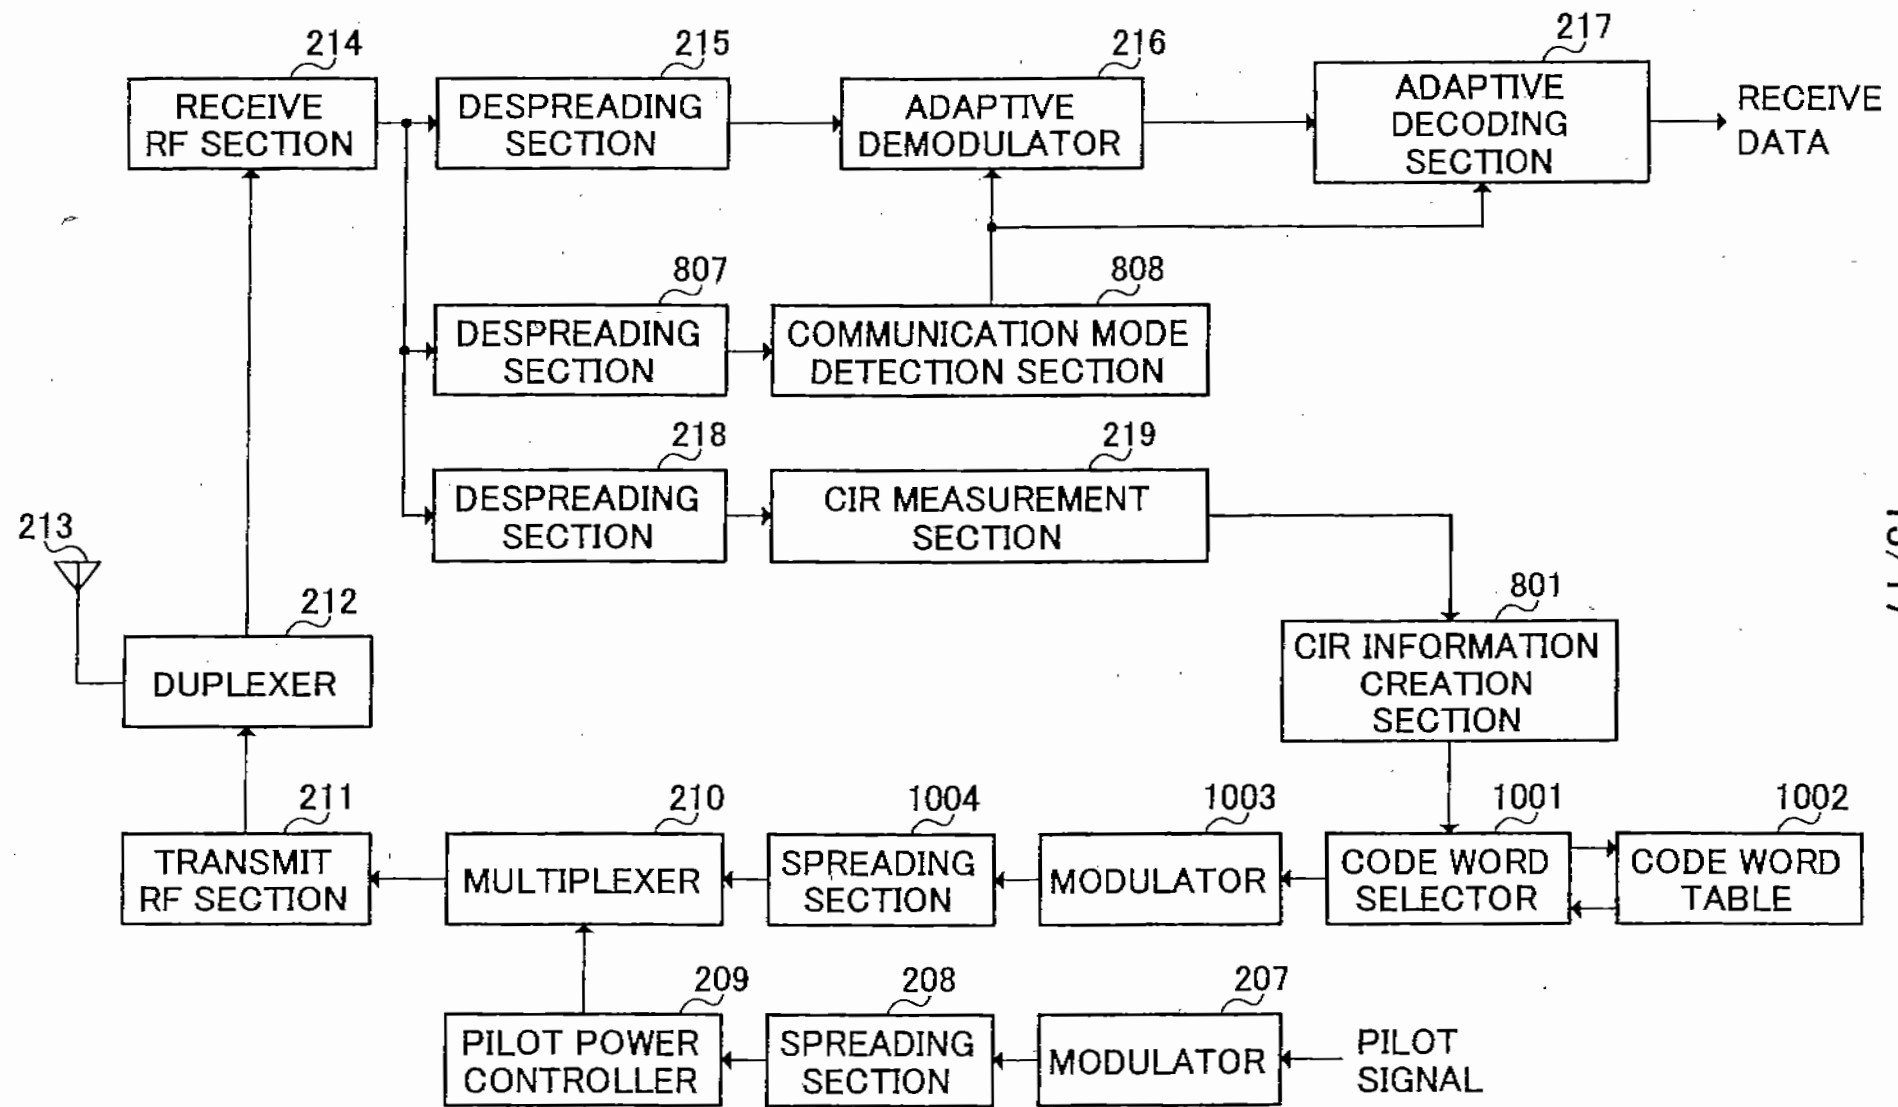 214
215
216
217
RECEIVE
RF SECTION
DESPREADING
SECTION
ADAPTIVE
DEMODULATOR
ADAPTIVE
DECODING
SECTION
RECEIVE
DATA
807
808
DESPREADING
SECTION
COMMUNICATION MODE
DETECTION SECTION
218
219
DESPREADING
SECTION
CIR MEASUREMENT
SECTION
213
212
DUPLEXER
801
CIR INFORMATION
CREATION
SECTION
211
210
1004
1003
1001
1002
TRANSMIT
RF SECTION
MULTIPLEXER
SPREADING
SECTION
MODULATOR
CODE WORD
SELECTOR
CODE WORD
TABLE
209
208
207
PILOT POWER
CONTROLLER
SPREADING
SECTION
MODULATOR
PILOT
SIGNAL